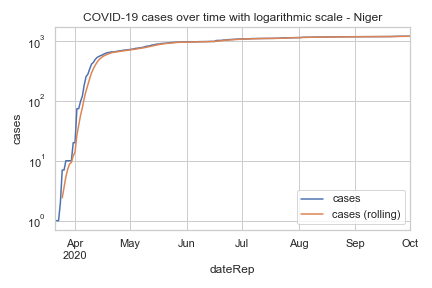 COVID-19 cases over time with logarithmic scale - Niger
10³
10²
10¹
10⁰
cases
cases
cases (rolling)
Apr May Jun Jul Aug Sep Oct
2020
dateRep